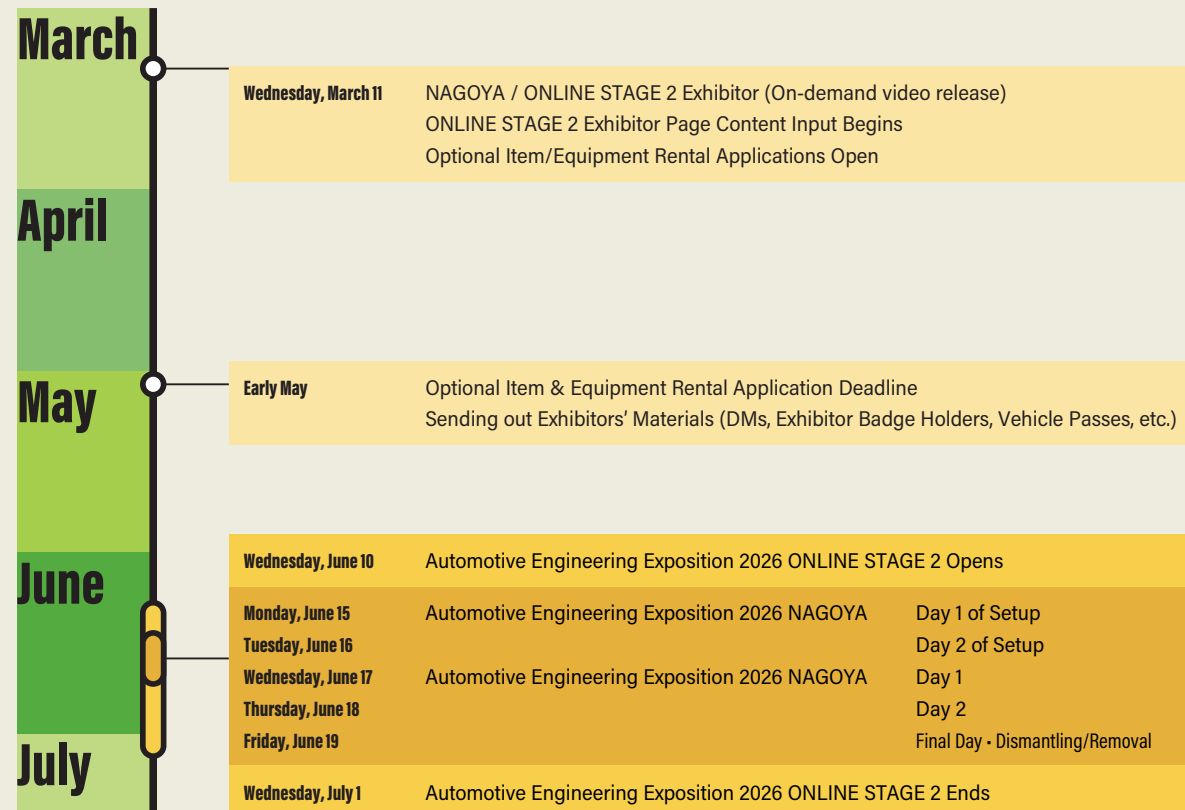 March
Wednesday, March 11 NAGOYA / ONLINE STAGE 2 Exhibitor (On-demand video release)
ONLINE STAGE 2 Exhibitor Page Content Input Begins
Optional Item/Equipment Rental Applications Open
April
May
Early May Optional Item & Equipment Rental Application Deadline
Sending out Exhibitors’ Materials (DMs, Exhibitor Badge Holders, Vehicle Passes, etc.)
June
Wednesday, June 10 Automotive Engineering Exposition 2026 ONLINE STAGE 2 Opens
Monday, June 15 Automotive Engineering Exposition 2026 NAGOYA Day 1 of Setup
Tuesday, June 16 Day 2 of Setup
Wednesday, June 17 Automotive Engineering Exposition 2026 NAGOYA Day 1
Thursday, June 18 Day 2
Friday, June 19 Final Day・Dismantling/Removal
July
Wednesday, July 1 Automotive Engineering Exposition 2026 ONLINE STAGE 2 Ends